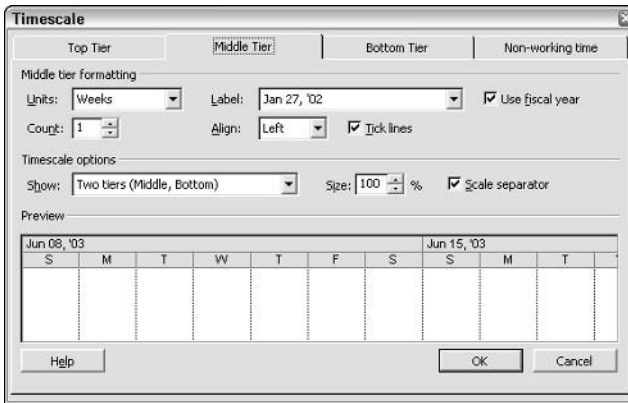 Timescale
Top Tier Middle Tier Bottom Tier Non-working time
Middle tier formatting
Units: Weeks Label: Jan 27, '02 Use fiscal year
Count: 1 Align: Left Tick lines
Timescale options
Show: Two tiers (Middle, Bottom) Size: 100 % Scale separator
Preview
Jun 08, '03 Jun 15, '03
S M T W T F S S M T
Help OK Cancel